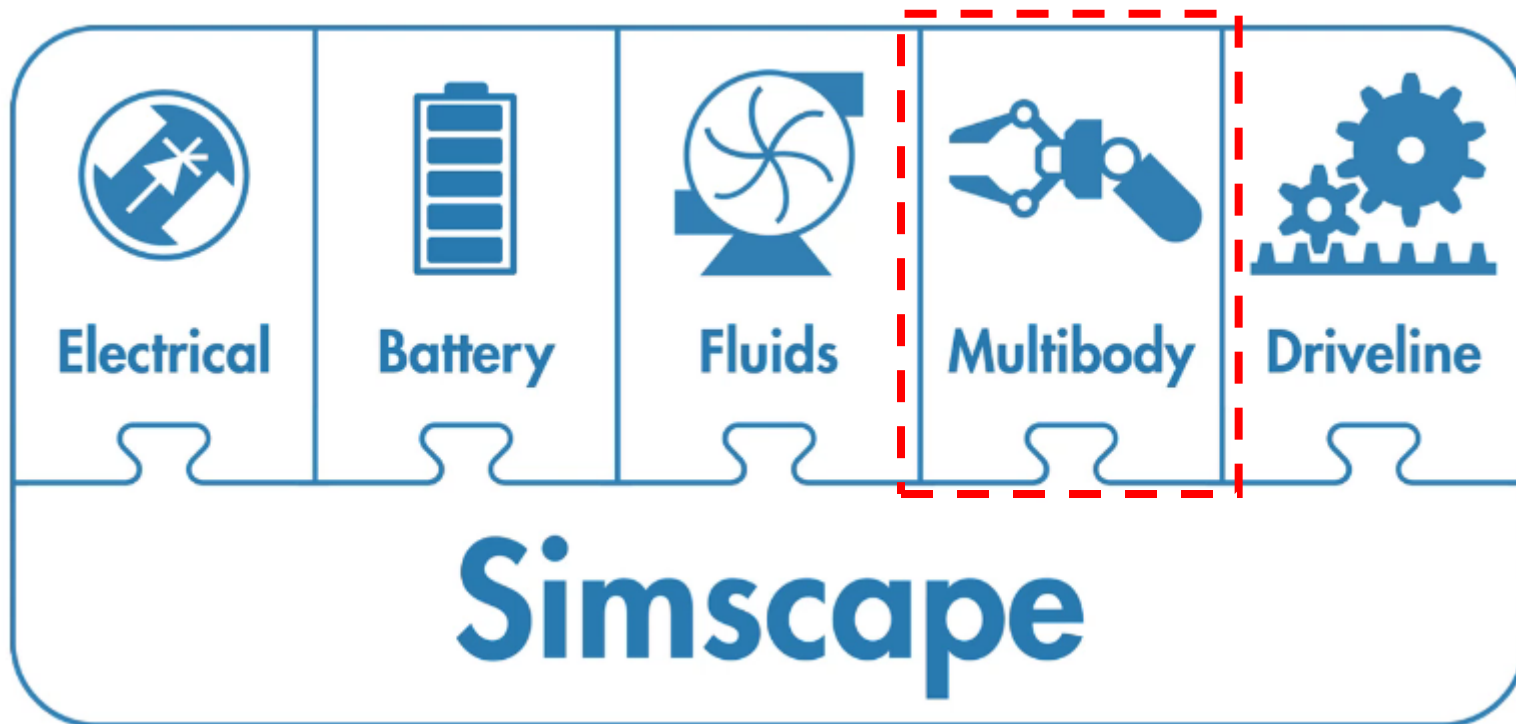 Electrical
Battery
Fluids
Multibody
Driveline
Simscape